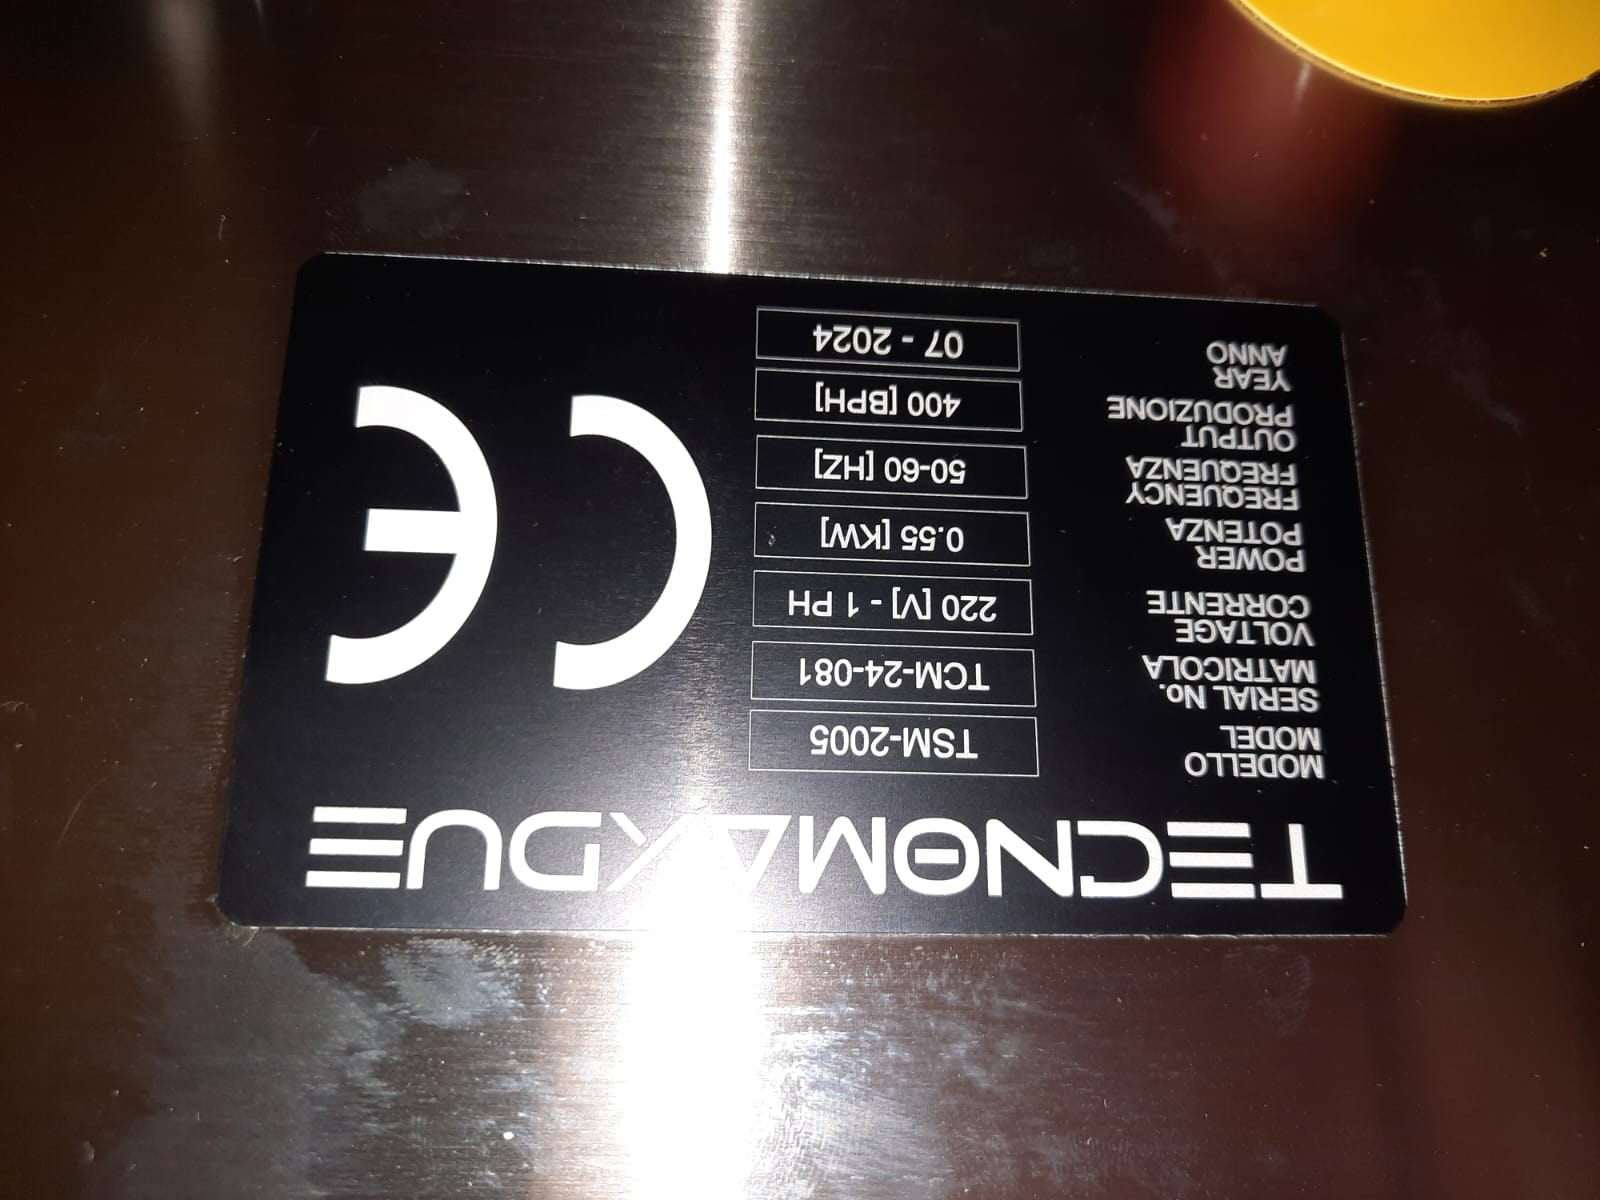 TECNOMAXDUE
MODELLO
MODEL
TSM-2005
SERIAL No.
MATRICOLA
TCM-24-081
VOLTAGE
CORRENTE
220 [V] - 1 PH
POWER
POTENZA
0.55 [KW]
FREQUENCY
FREQUENZA
50-60 [HZ]
OUTPUT
PRODUZIONE
400 [BPH]
YEAR
ANNO
07 - 2024
CE